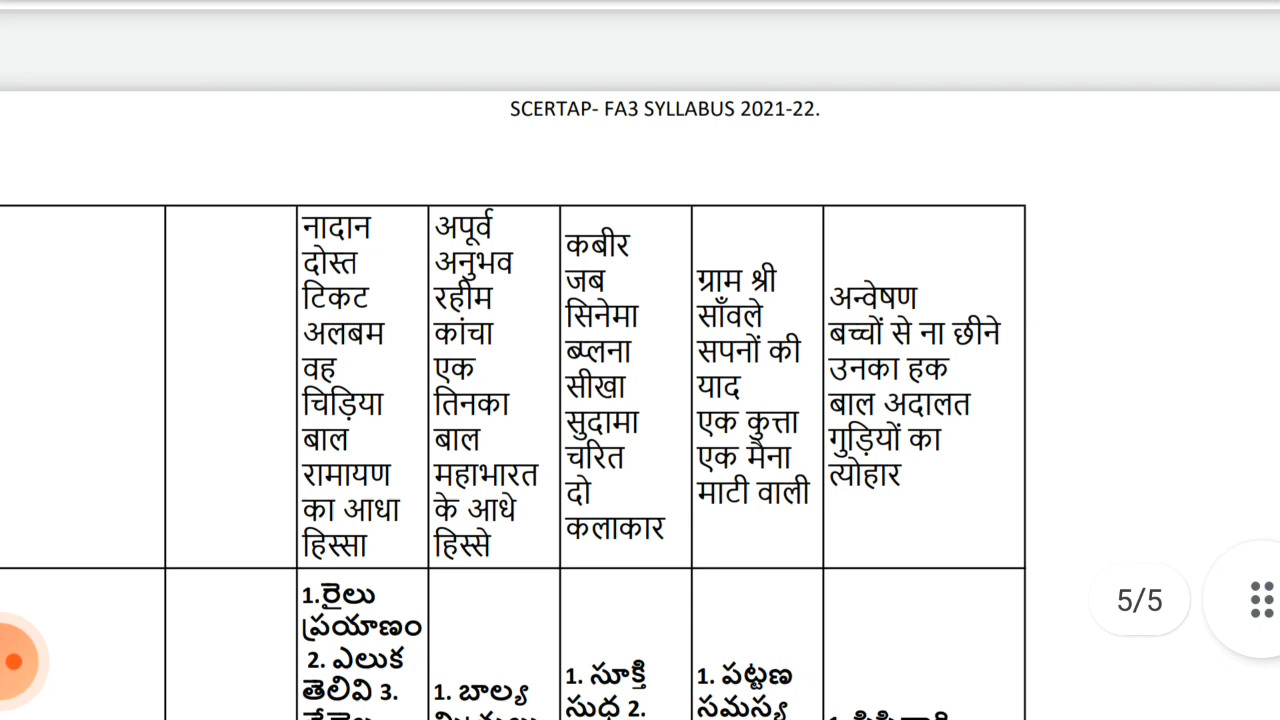 SCERTAP- FA3 SYLLABUS 2021-22.
नादान
दोस्त
टिकट
अलबम
वह
चिड़िया
बाल
रामायण
का आधा
हिस्सा
अपूर्व
अनुभव
रहीम
कांचा
एक
तिनका
बाल
महाभारत
के आधे
हिस्से
कबीर
जब
सिनेमा
ब्प्लना
सीखा
सुदामा
चरित
दो
कलाकार
ग्राम श्री
साँवले
सपनों की
याद
एक कुत्ता
एक मैना
माटी वाली
अन्वेषण
बच्चों से ना छीने
उनका हक
बाल अदालत
गुड़ियों का
त्योहार
1.రైలు
ప్రయాణం
2. ఎలుక
తెలివి 3.
1. బాల్య
1. సూక్తి
సుధ 2.
1. పట్టణ
సమస్య
5/5